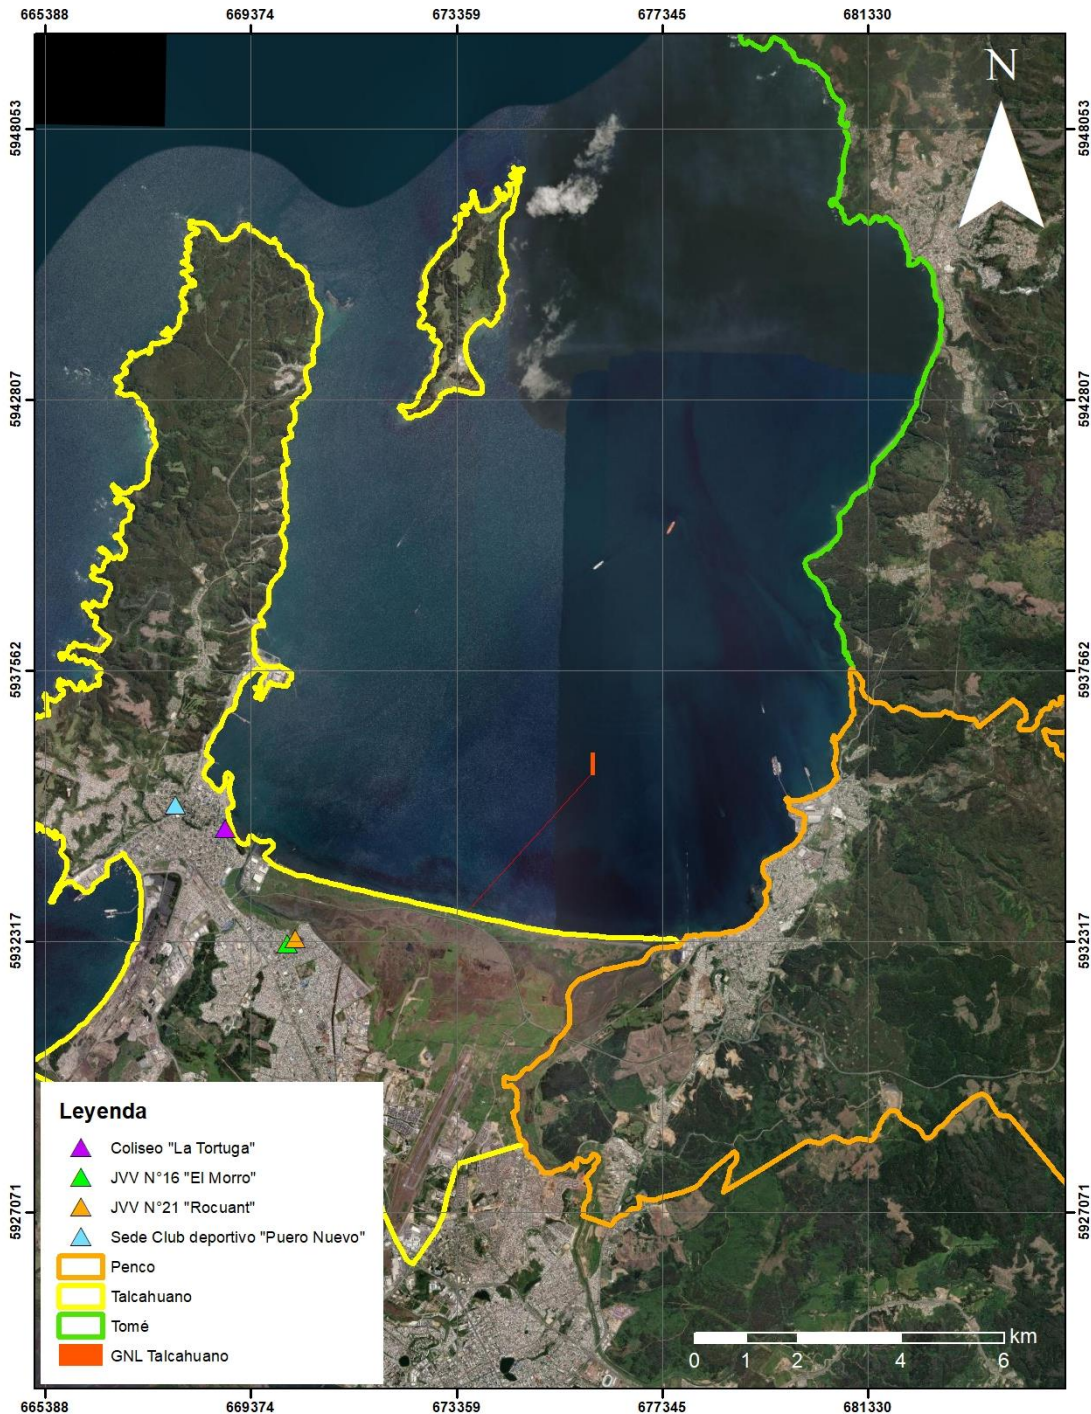 665388 669374 673359 677345 681330
N
5948053 5948053
5942807 5942807
5937562 5937562
5932317 5932317
5927071 5927071
Leyenda
Coliseo "La Tortuga"
JVV N°16 "El Morro"
JVV N°21 "Rocuant"
Sede Club deportivo "Puero Nuevo"
Penco
Talcahuano
Tomé
GNL Talcahuano
km
0 1 2 4 6
665388 669374 673359 677345 681330